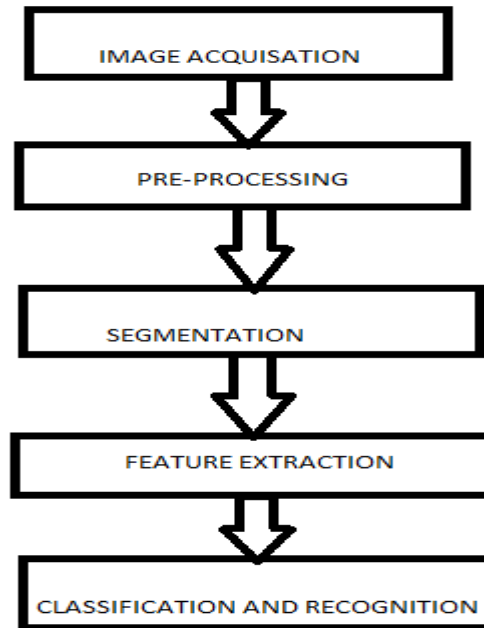 IMAGE ACQUISATION
PRE-PROCESSING
SEGMENTATION
FEATURE EXTRACTION
CLASSIFICATION AND RECOGNITION